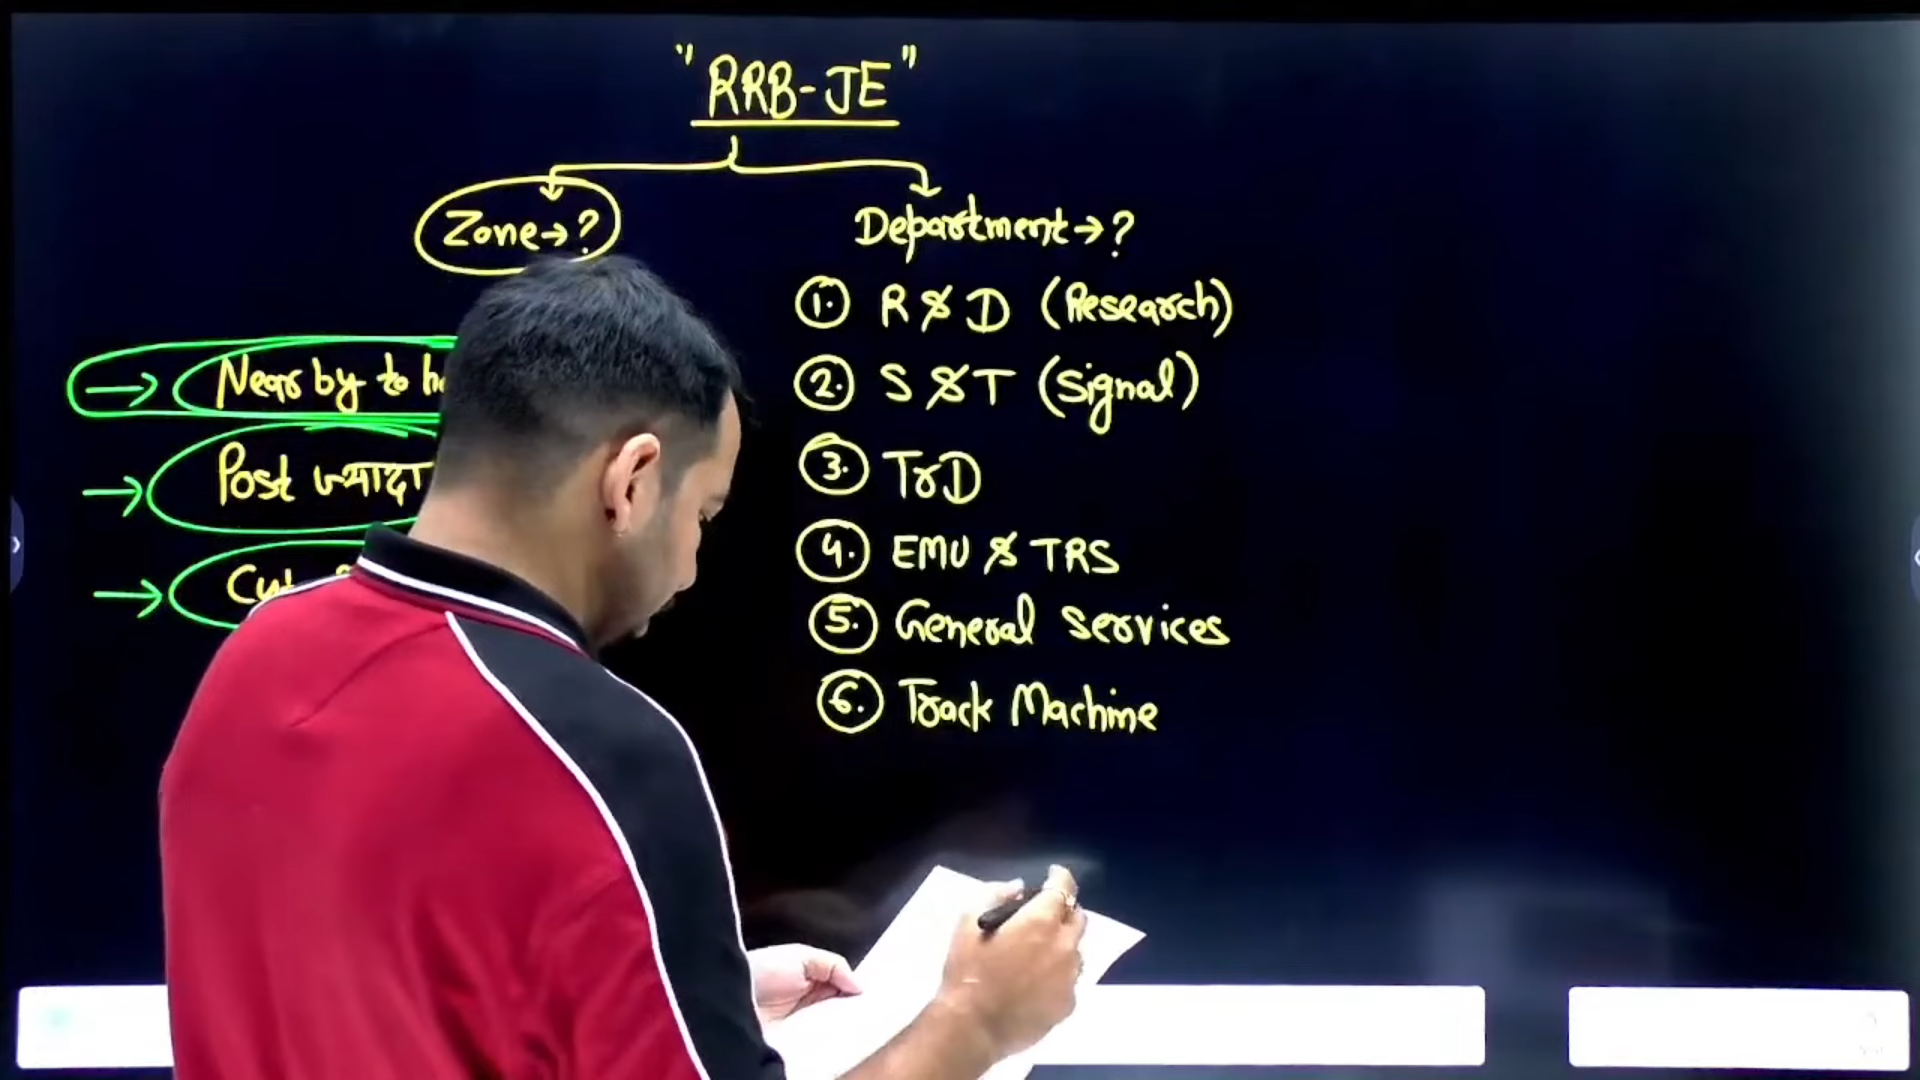 "RRB-JE"
Zone→?
Department→?
Near by to
Post ज्यादा
① R & D (Research)
② S & T (Signal)
③ TrD
④ EMU & TRS
⑤ General Services
⑥ Track Machine